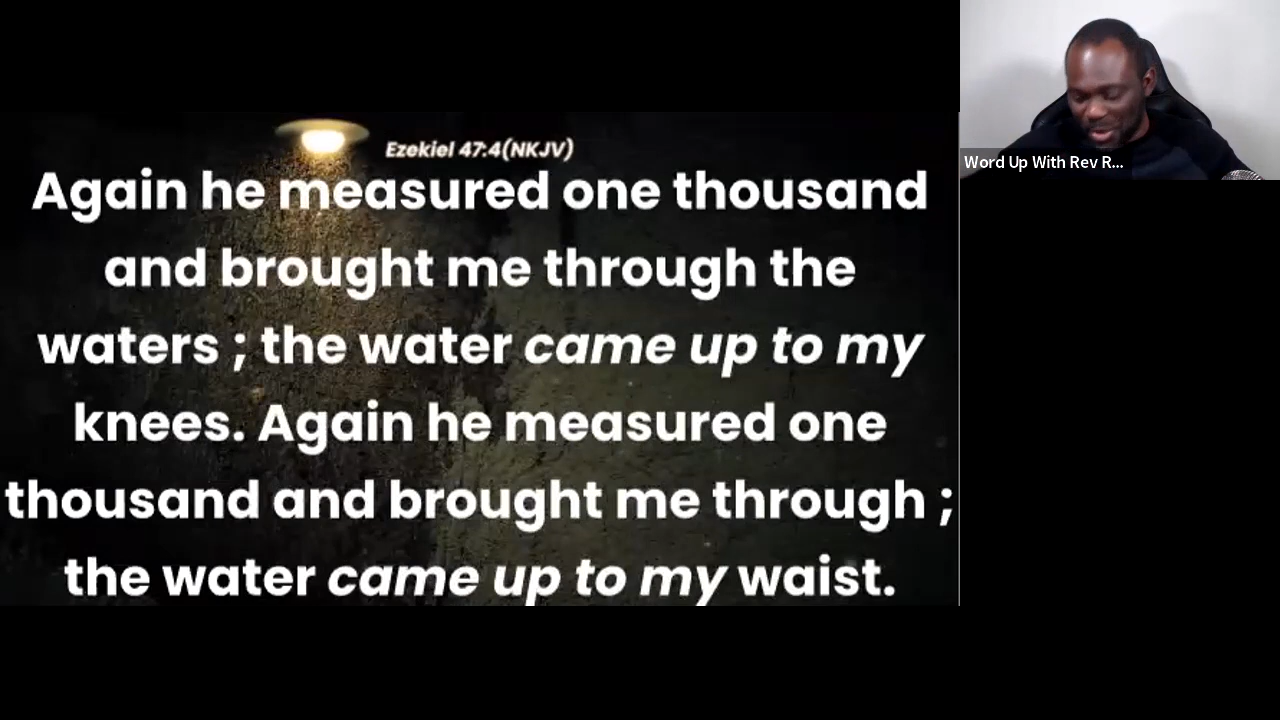 Ezekiel 47:4(NKJV)
Again he measured one thousand
and brought me through the
waters ; the water came up to my
knees. Again he measured one
thousand and brought me through ;
the water came up to my waist.
Word Up With Rev R...